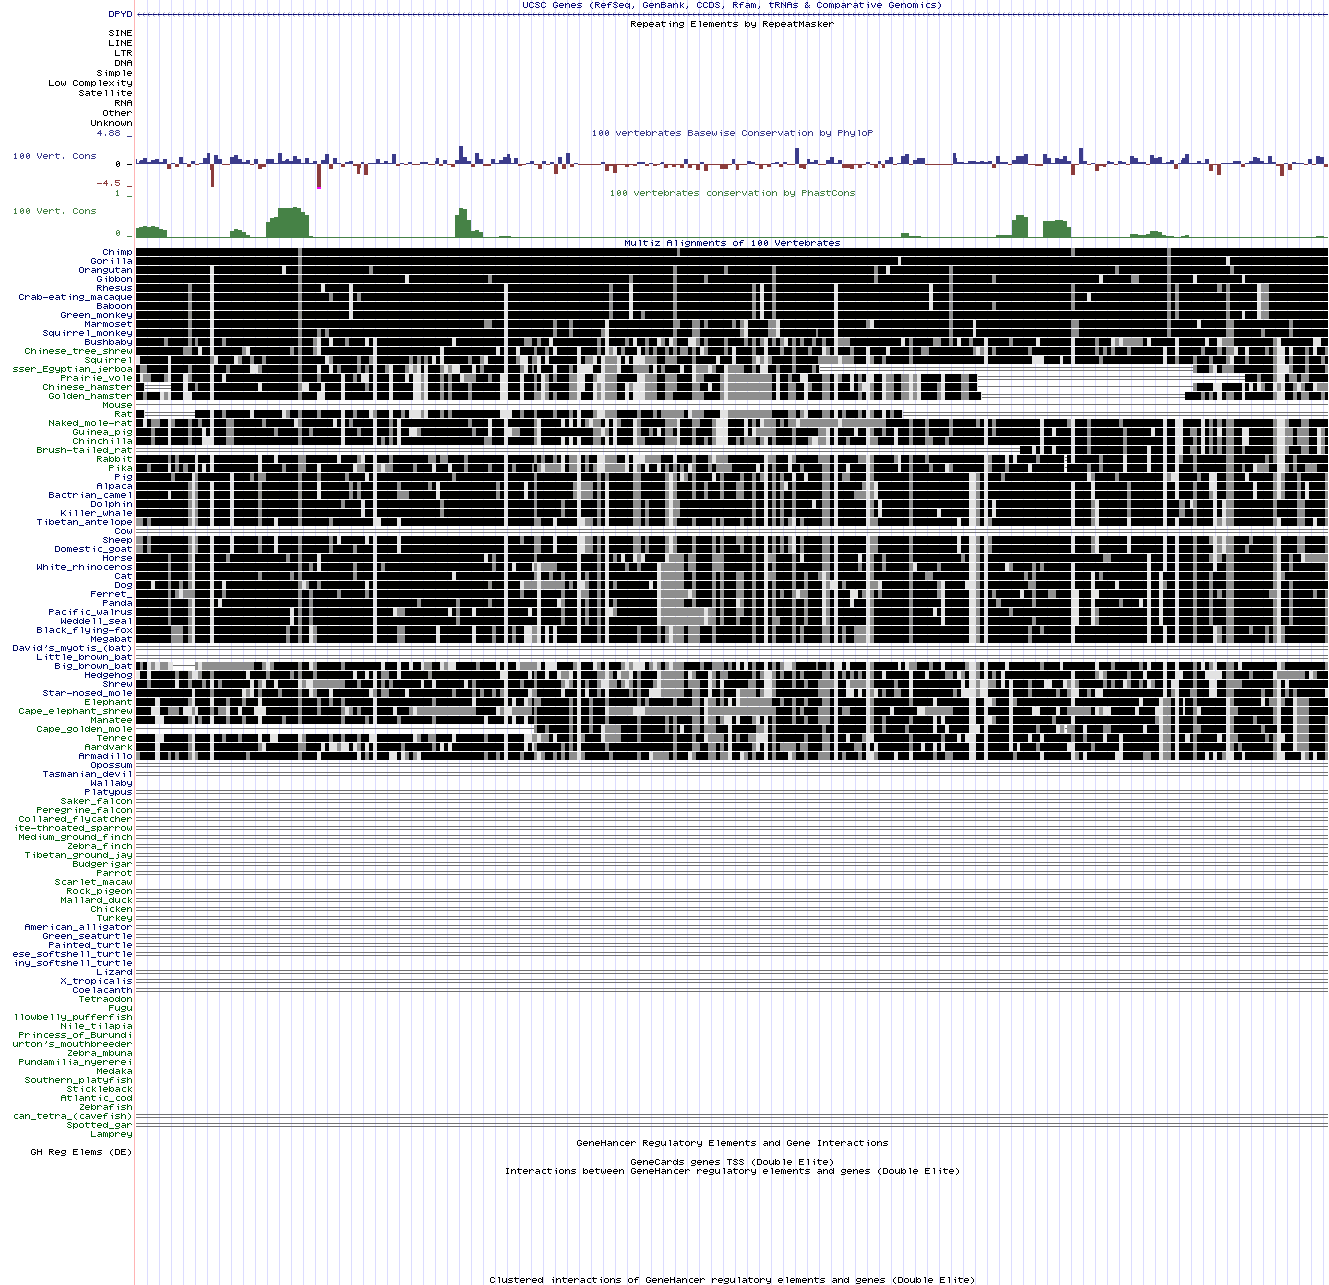 UCSC Genes (RefSeq, GenBank, CCDS, Rfam, tRNAs & Comparative Genomics)
DPYD
Repeating Elements by RepeatMasker
SINE
LINE
LTR
DNA
Simple
Low Complexity
Satellite
RNA
Other
Unknown
4.88 _
100 vertebrates Basewise Conservation by PhyloP
100 Vert. Cons
0 -
-4.5 _
1 _
100 vertebrates conservation by PhastCons
100 Vert. Cons
0 _
Multiz Alignments of 100 Vertebrates
Chimp
Gorilla
Orangutan
Gibbon
Rhesus
Crab-eating_macaque
Baboon
Green_monkey
Marmoset
Squirrel_monkey
Bushbaby
Chinese_tree_shrew
Squirrel
sser_Egyptian_jerboa
Prairie_vole
Chinese_hamster
Golden_hamster
Mouse
Rat
Naked_mole-rat
Guinea_pig
Chinchilla
Brush-tailed_rat
Rabbit
Pika
Pig
Alpaca
Bactrian_camel
Dolphin
Killer_whale
Tibetan_antelope
Cow
Sheep
Domestic_goat
Horse
White_rhinoceros
Cat
Dog
Ferret_
Panda
Pacific_walrus
Weddell_seal
Black_flying-fox
Megabat
David's_myotis_(bat)
Little_brown_bat
Big_brown_bat
Hedgehog
Shrew
Star-nosed_mole
Elephant
Cape_elephant_shrew
Manatee
Cape_golden_mole
Tenrec
Aardvark
Armadillo
Opossum
Tasmanian_devil
Wallaby
Platypus
Saker_falcon
Peregrine_falcon
Collared_flycatcher
ite-throated_sparrow
Medium_ground_finch
Zebra_finch
Tibetan_ground_jay
Budgerigar
Parrot
Scarlet_macaw
Rock_pigeon
Mallard_duck
Chicken
Turkey
American_alligator
Green_seaturtle
Painted_turtle
ese_softshell_turtle
iny_softshell_turtle
Lizard
X_tropicalis
Coelacanth
Tetraodon
Fugu
llowbelly_pufferfish
Nile_tilapia
Princess_of_Burundi
urton's_mouthbreeder
Zebra_mbuna
Pundamilia_nyererei
Medaka
Southern_platyfish
Stickleback
Atlantic_cod
Zebrafish
can_tetra_(cavefish)
Spotted_gar
Lamprey
GeneHancer Regulatory Elements and Gene Interactions
GH Reg Elems (DE)
GeneCards genes TSS (Double Elite)
Interactions between GeneHancer regulatory elements and genes (Double Elite)
Clustered interactions of GeneHancer regulatory elements and genes (Double Elite)